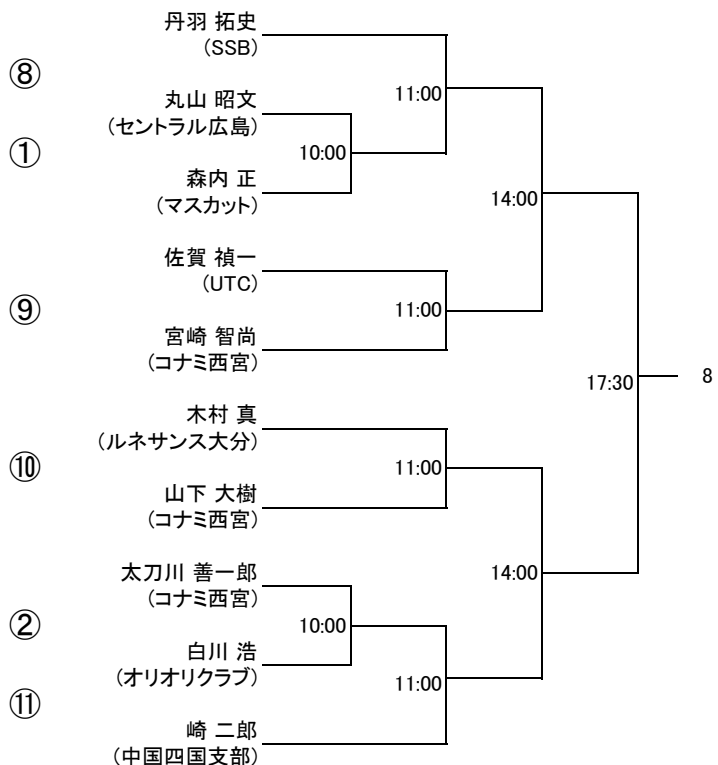 丹羽 拓史
(SSB)
⑧
11:00
丸山 昭文
(セントラル広島)
①
10:00
森内 正
(マスカット)
14:00
佐賀 禎一
(UTC)
⑨
11:00
宮崎 智尚
(コナミ西宮)
17:30
8
木村 真
(ルネサンス大分)
⑩
11:00
山下 大樹
(コナミ西宮)
14:00
太刀川 善一郎
(コナミ西宮)
②
10:00
白川 浩
(オリオリクラブ)
⑪
11:00
崎 二郎
(中国四国支部)